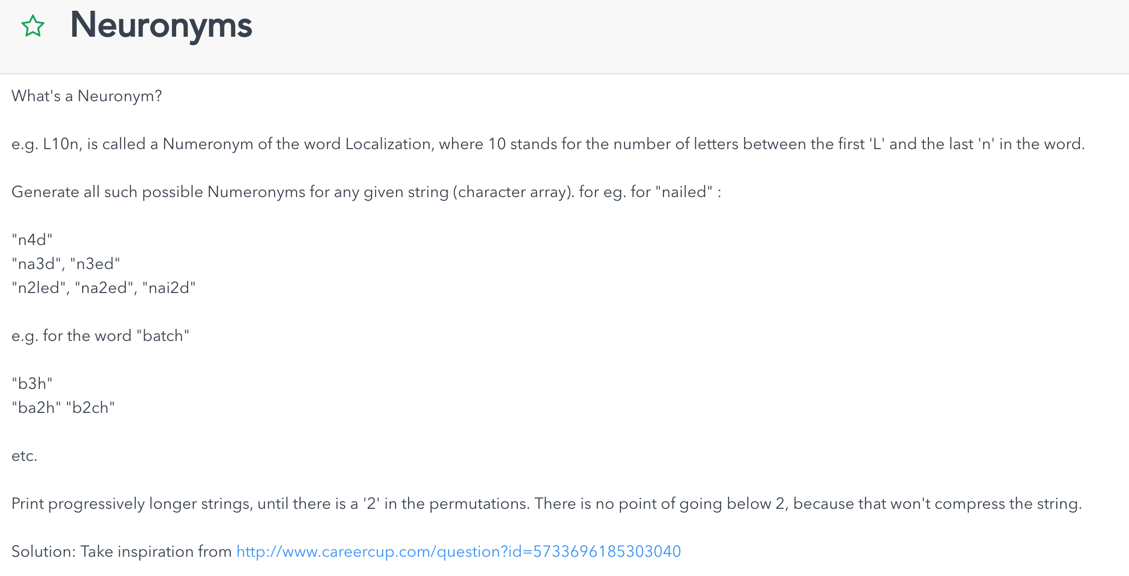 Neuronyms
What's a Neuronym?
e.g. L10n, is called a Numeronym of the word Localization, where 10 stands for the number of letters between the first 'L' and the last 'n' in the word.
Generate all such possible Numeronyms for any given string (character array). for eg. for "nailed" :
"n4d"
"na3d", "n3ed"
"n2led", "na2ed", "nai2d"
e.g. for the word "batch"
"b3h"
"ba2h" "b2ch"
etc.
Print progressively longer strings, until there is a '2' in the permutations. There is no point of going below 2, because that won't compress the string.
Solution: Take inspiration from http://www.careercup.com/question?id=5733696185303040